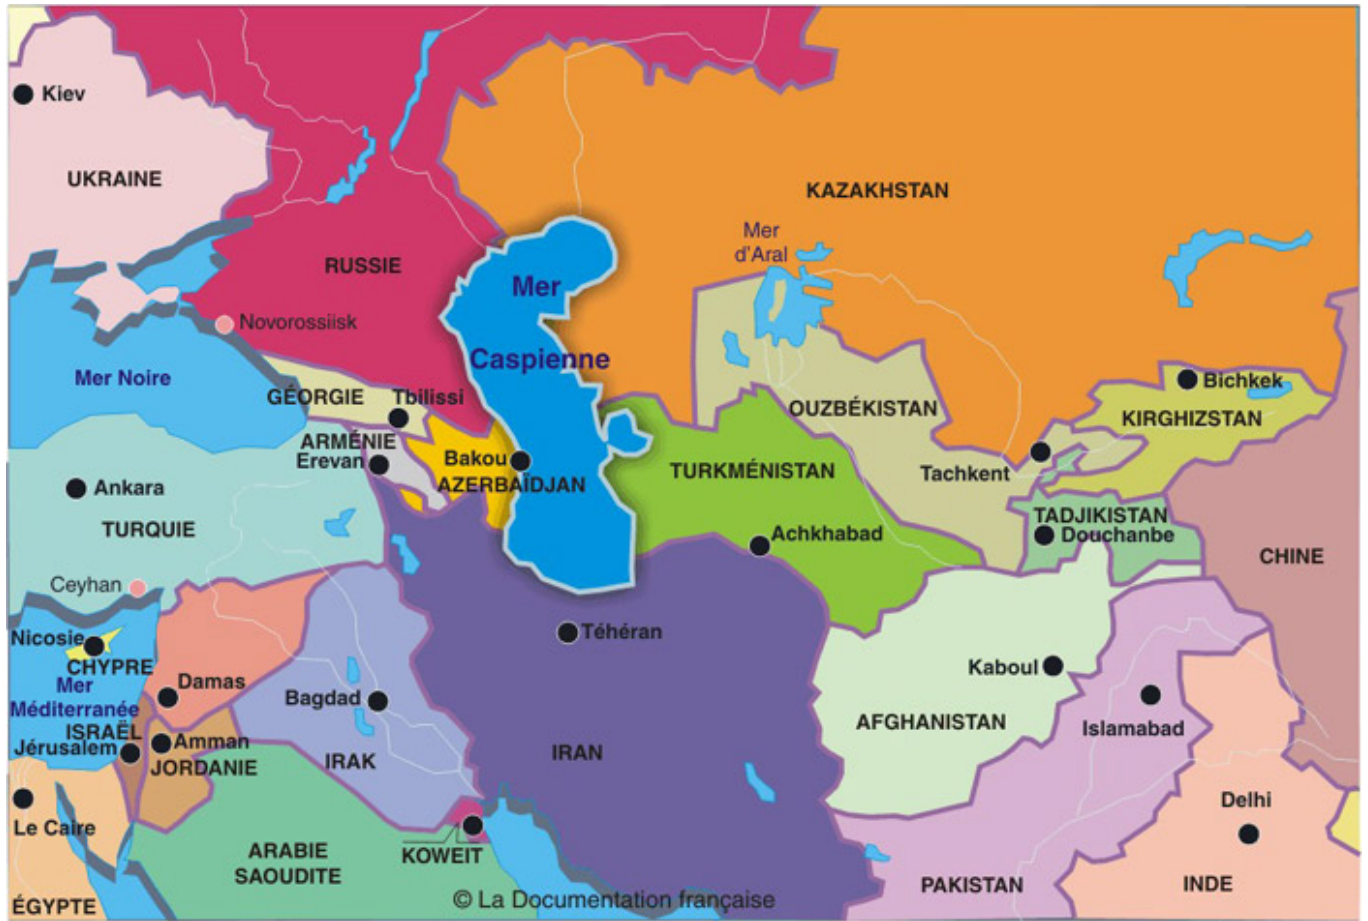 Kiev
UKRAINE
KAZAKHSTAN
Mer
d'Aral
RUSSIE
Mer
Novorossiisk
Caspienne
Mer Noire
Bichkek
GÉORGIE
Tbilissi
OUZBÉKISTAN
KIRGHIZSTAN
ARMÉNIE
Erevan
Bakou
TURKMÉNISTAN
Tachkent
AZERBAÏDJAN
Ankara
TADJIKISTAN
TURQUIE
Achkhabad
Douchanbe
CHINE
Ceyhan
Nicosie
Téhéran
CHYPRE
Kaboul
Mer
Méditerranée
Damas
Bagdad
AFGHANISTAN
Islamabad
ISRAËL
Jérusalem
Amman
JORDANIE
IRAK
IRAN
Delhi
Le Caire
ARABIE
SAOUDITE
KOWEIT
PAKISTAN
INDE
© La Documentation française
ÉGYPTE